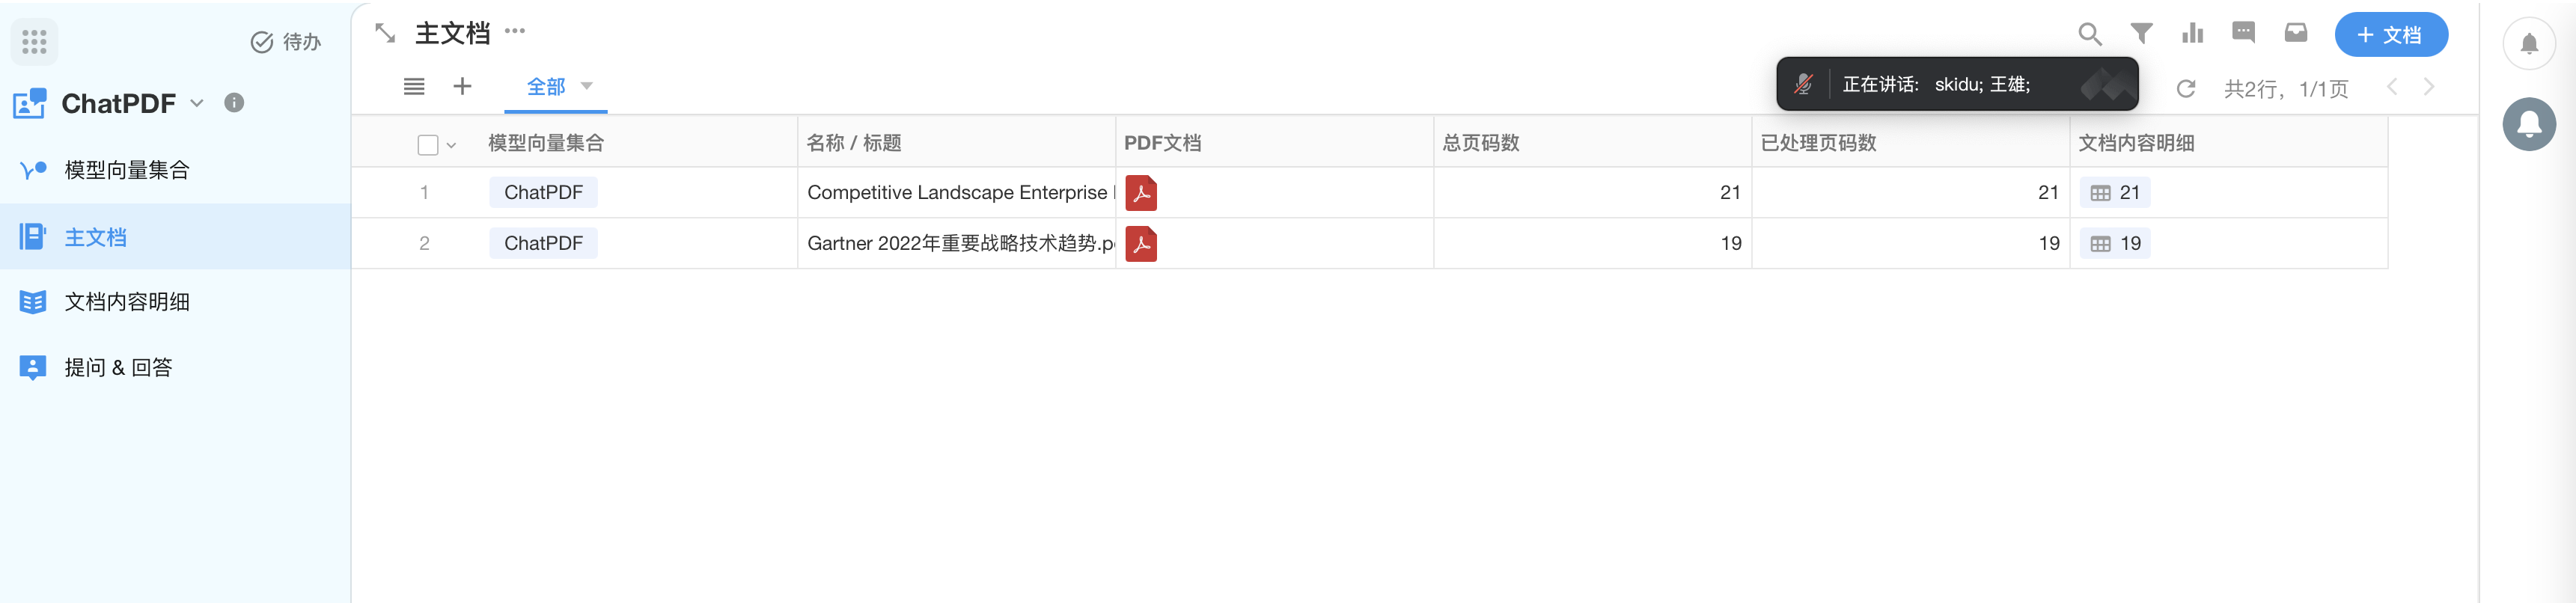 待办
ChatPDF
模型向量集合
主文档
文档内容明细
提问 & 回答
主文档
文档
全部
正在讲话: skidu; 王雄;
共2行，1/1页
模型向量集合 名称 / 标题 PDF文档 总页码数 已处理页码数 文档内容明细
1 ChatPDF Competitive Landscape Enterprise 21 21 21
2 ChatPDF Gartner 2022年重要战略技术趋势.p 19 19 19